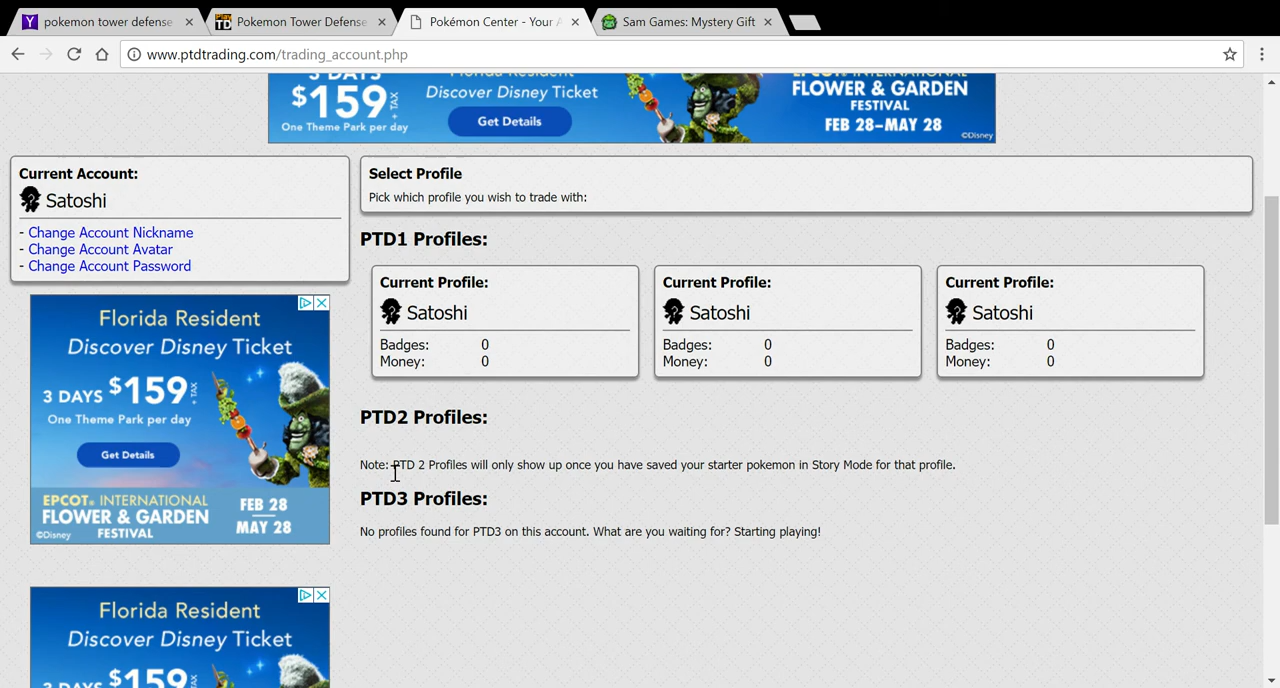 pokemon tower defense
Pokemon Tower Defense
Pokémon Center - Your A
Sam Games: Mystery Gift
www.ptdtrading.com/trading_account.php
3 DAYS
$159 +TAX
One Theme Park per day
Florida Resident
Discover Disney Ticket
Get Details
EPCOT® INTERNATIONAL
FLOWER & GARDEN
FESTIVAL
FEB 28–MAY 28
©Disney
Current Account:
Satoshi
- Change Account Nickname
- Change Account Avatar
- Change Account Password
Select Profile
Pick which profile you wish to trade with:
PTD1 Profiles:
Current Profile:
Satoshi
Badges: 0
Money: 0
Current Profile:
Satoshi
Badges: 0
Money: 0
Current Profile:
Satoshi
Badges: 0
Money: 0
PTD2 Profiles:
Note: PTD 2 Profiles will only show up once you have saved your starter pokemon in Story Mode for that profile.
PTD3 Profiles:
No profiles found for PTD3 on this account. What are you waiting for? Starting playing!
Florida Resident
Discover Disney Ticket
3 DAYS $159 +TAX
One Theme Park per day
Get Details
EPCOT® INTERNATIONAL
FLOWER & GARDEN
FESTIVAL
FEB 28
MAY 28
©Disney
Florida Resident
Discover Disney Ticket
3 DAYS $159